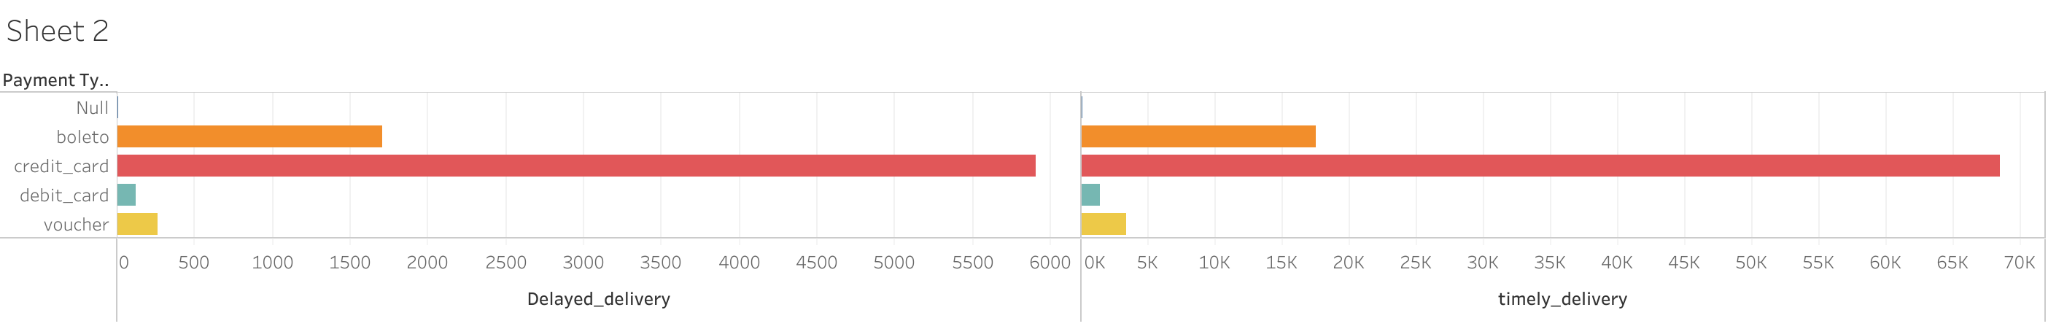 Sheet 2
Payment Ty..
Null
boleto
credit_card
debit_card
voucher
0 500 1000 1500 2000 2500 3000 3500 4000 4500 5000 5500 6000 0K 5K 10K 15K 20K 25K 30K 35K 40K 45K 50K 55K 60K 65K 70K
Delayed_delivery timely_delivery